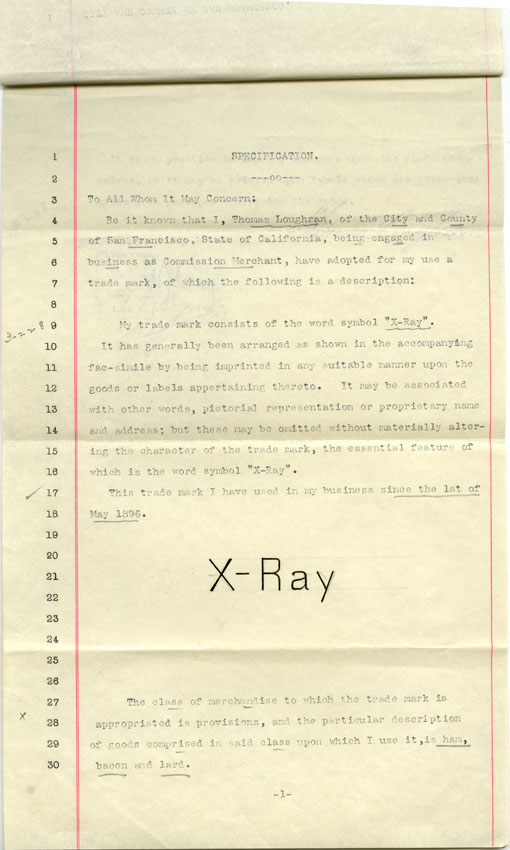 1 SPECIFICATION.
2 ---oo---
3 To All Whom It May Concern:
4 Be it known that I, Thomas Loughran, of the City and County
5 of San Francisco, State of California, being engaged in
6 business as Commission Merchant, have adopted for my use a
7 trade mark, of which the following is a description:
8
3-228 9 My trade mark consists of the word symbol "X-Ray".
10 It has generally been arranged as shown in the accompanying
11 fac-simile by being imprinted in any suitable manner upon the
12 goods or labels appertaining thereto. It may be associated
13 with other words, pictorial representation or proprietary name
14 and address; but these may be omitted without materially alter-
15 ing the character of the trade mark, the essential feature of
16 which is the word symbol "X-Ray".
17 This trade mark I have used in my business since the 1st of
18 May 1896.
19
20
21 X-Ray
22
23
24
25
26
27 The class of merchandise to which the trade mark is
x 28 appropriated is provisions, and the particular description
29 of goods comprised in said class upon which I use it,is ham,
30 bacon and lard.
-1-